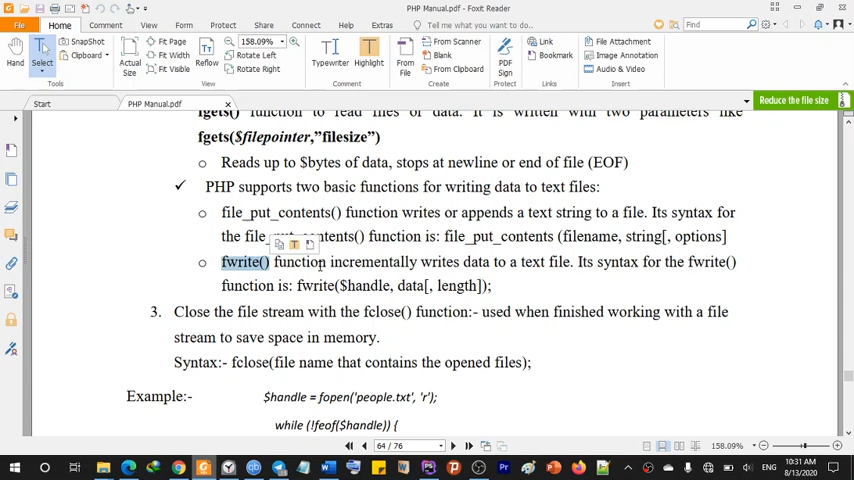 PHP Manual.pdf - Foxit Reader
File Home Comment View Form Protect Share Connect Help Extras Tell me what you want to do... Find
Hand
Select
SnapShot
Clipboard
Actual Size
Fit Page
Fit Width
Fit Visible
Reflow
158.09%
Rotate Left
Rotate Right
Typewriter
Highlight
From File
From Scanner
Blank
From Clipboard
PDF Sign
Link
Bookmark
File Attachment
Image Annotation
Audio & Video
Tools View Comment Create Protect Links Insert
Start PHP Manual.pdf Reduce the file size
fgets() function to read files or data. It is written with two parameters like
fgets($filepointer,”filesize”)
o Reads up to $bytes of data, stops at newline or end of file (EOF)
✓ PHP supports two basic functions for writing data to text files:
o file_put_contents() function writes or appends a text string to a file. Its syntax for
the file_put_contents() function is: file_put_contents (filename, string[, options]
o fwrite() function incrementally writes data to a text file. Its syntax for the fwrite()
function is: fwrite($handle, data[, length]);
3. Close the file stream with the fclose() function:- used when finished working with a file
stream to save space in memory.
Syntax:- fclose(file name that contains the opened files);
Example:- $handle = fopen('people.txt', 'r');
while (!feof($handle)) {
64 / 76 158.09%
ENG 10:31 AM
8/13/2020